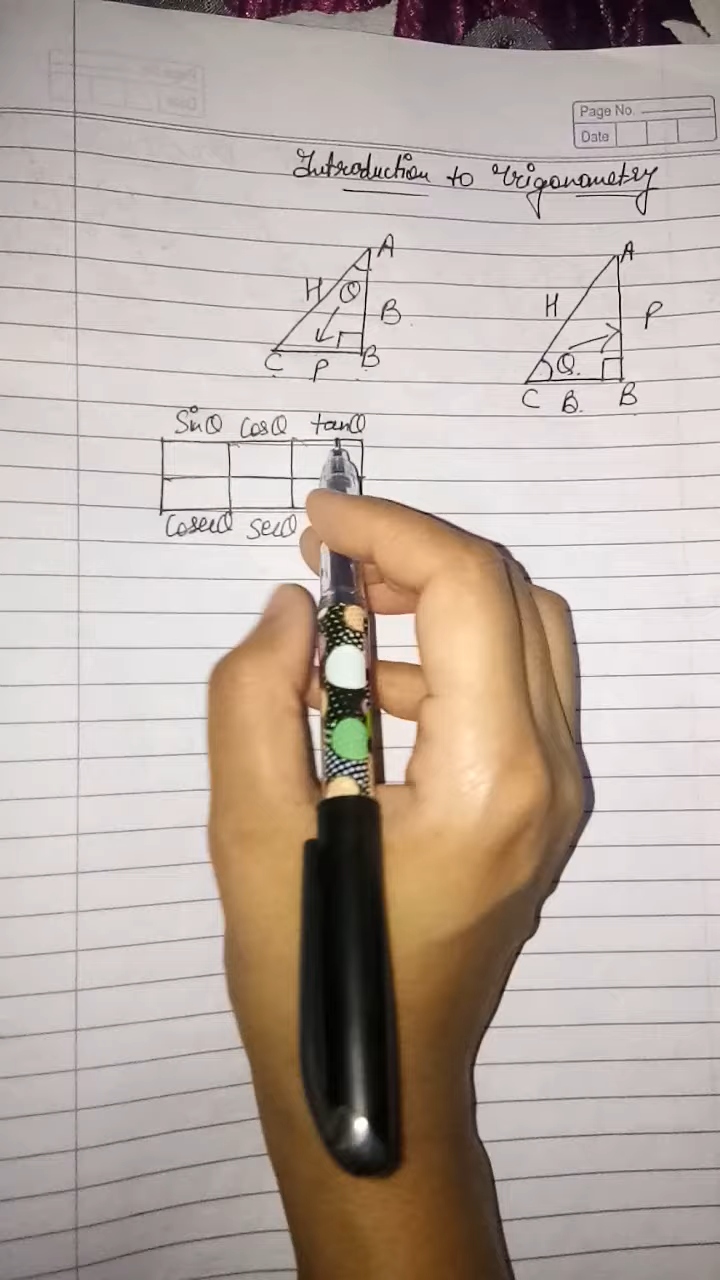 Page No.
Date
Introduction to Trigonometry
A
H θ B
C P B
A
H P
θ
C B B
Sinθ Cosθ tanθ
Cosecθ Secθ